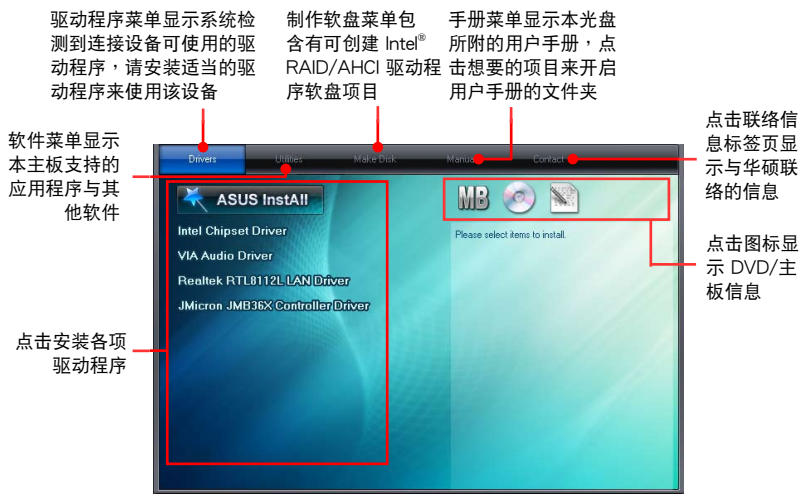 驱动程序菜单显示系统检
测到连接设备可使用的驱
动程序，请安装适当的驱
动程序来使用该设备
制作软盘菜单包
含有可创建 Intel®
RAID/AHCI 驱动程
序软盘项目
手册菜单显示本光盘
所附的用户手册，点
击想要的项目来开启
用户手册的文件夹
点击联络信
息标签页显
示与华硕联
络的信息
软件菜单显示
本主板支持的
应用程序与其
他软件
Drivers
Utilities
Make Disk
Manual
Contact
ASUS InstAll
Intel Chipset Driver
VIA Audio Driver
Realtek RTL8112L LAN Driver
JMicron JMB36X Controller Driver
MB
Please select items to install.
点击图标显
示 DVD/主
板信息
点击安装各项
驱动程序